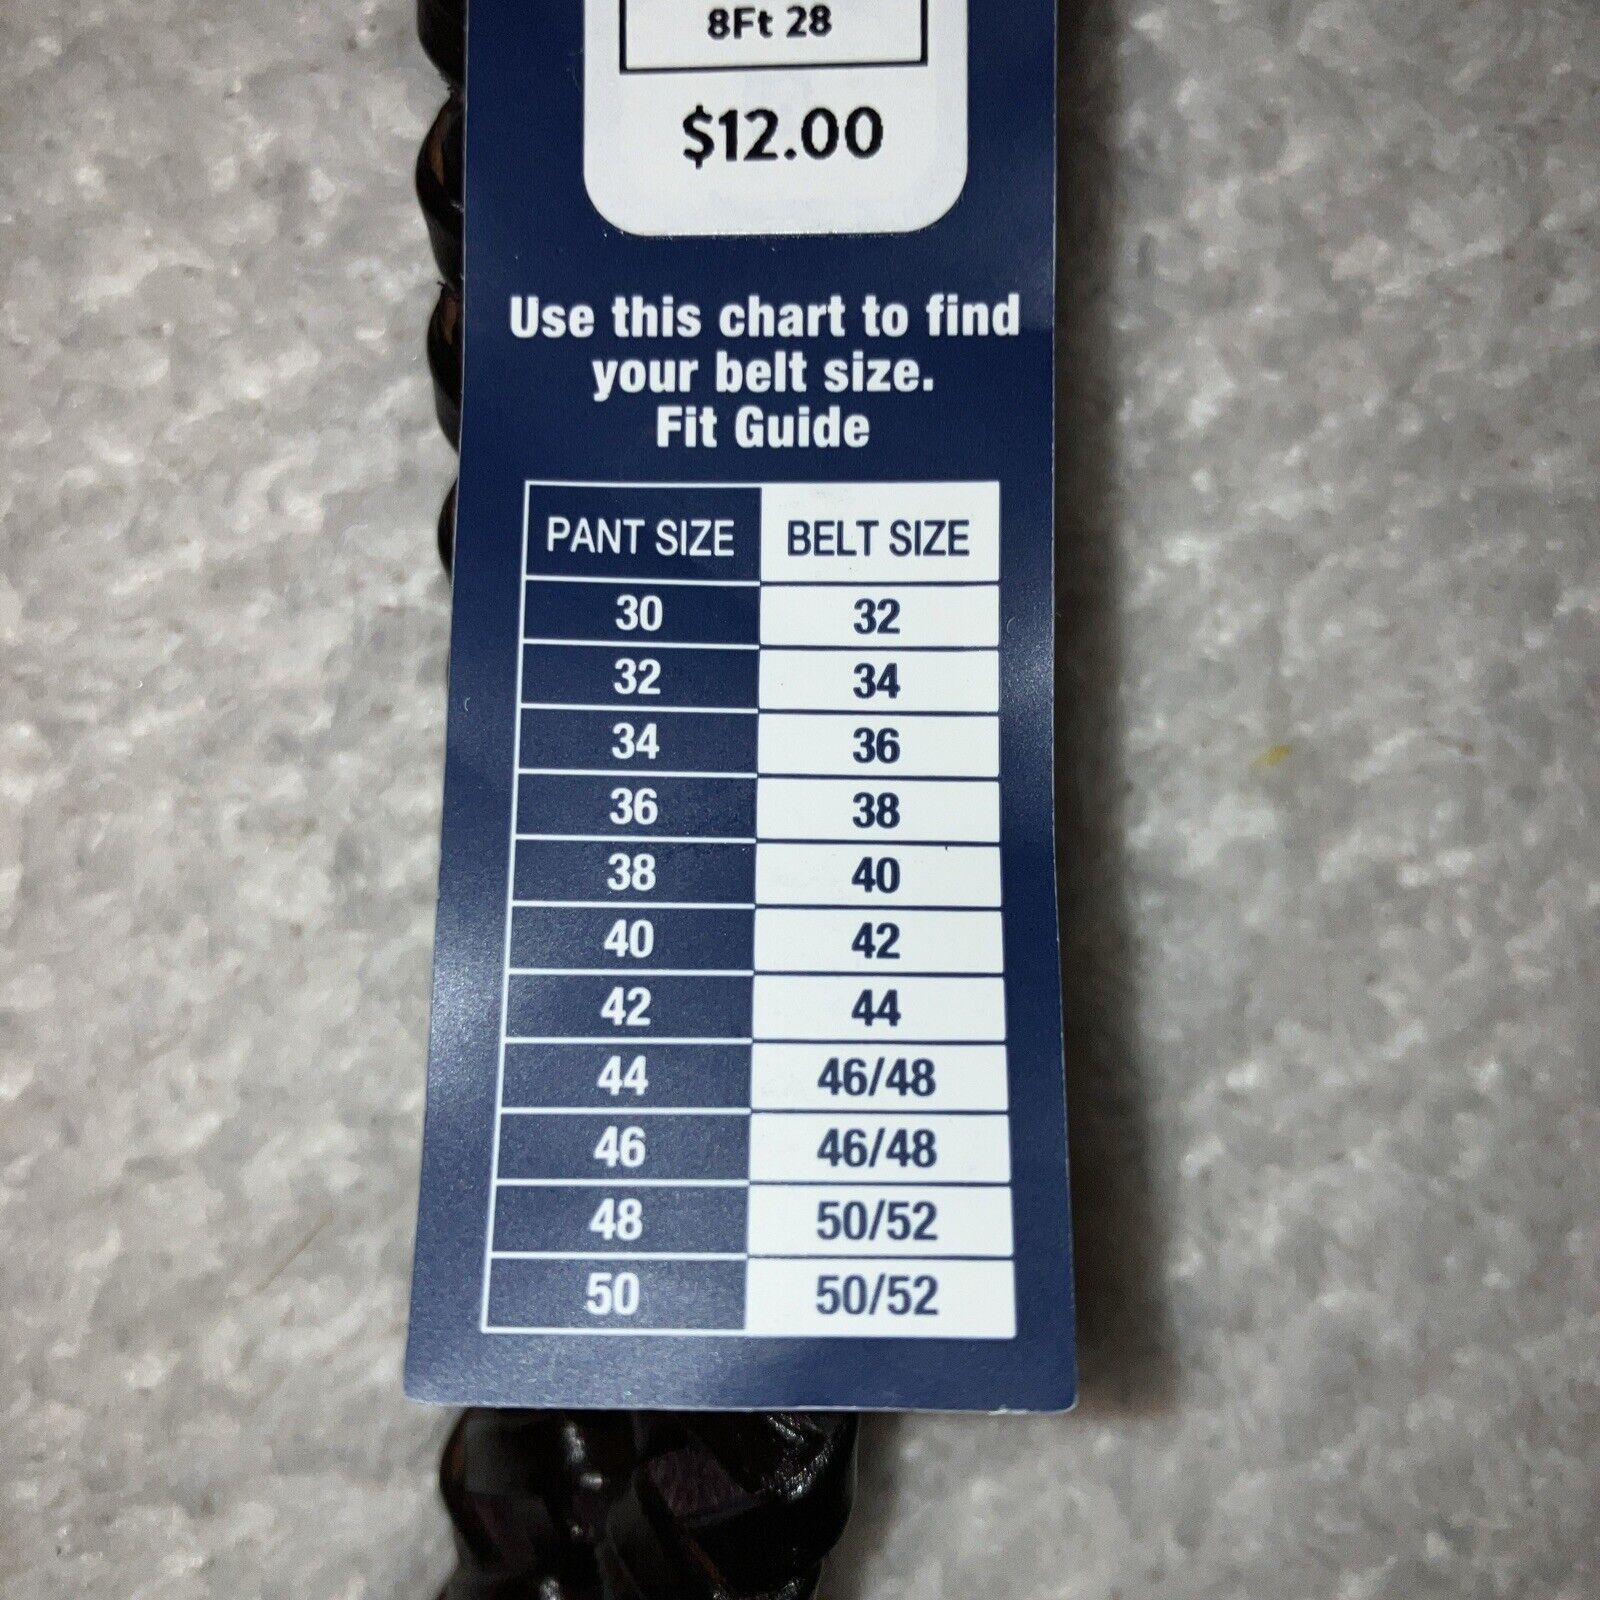 8Ft 28
$12.00
Use this chart to find
your belt size.
Fit Guide
PANT SIZE BELT SIZE
30 32
32 34
34 36
36 38
38 40
40 42
42 44
44 46/48
46 46/48
48 50/52
50 50/52